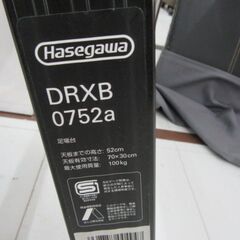 Hasegawa
DRXB
0752a
足場台
天板までの高さ: 52cm
天板有効寸法: 70×30cm
最大使用質量: 100kg